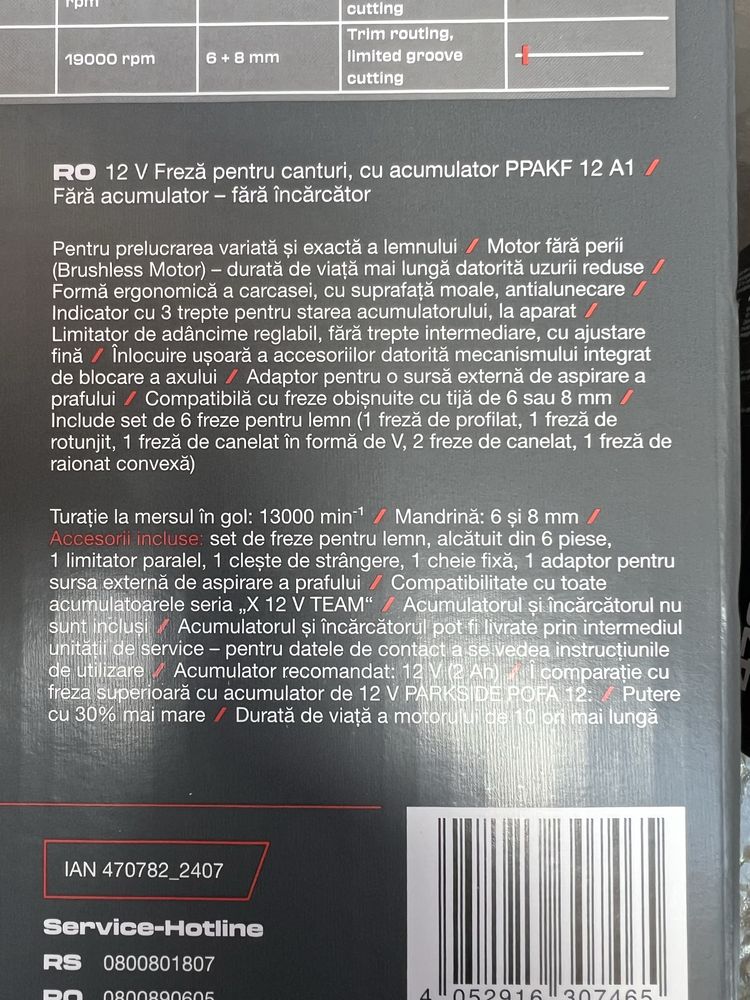 rpm
cutting
19000 rpm
6 + 8 mm
Trim routing,
limited groove
cutting
RO 12 V Freză pentru canturi, cu acumulator PPAKF 12 A1 /
Fără acumulator – fără încărcător
Pentru prelucrarea variată și exactă a lemnului / Motor fără perii
(Brushless Motor) – durată de viață mai lungă datorită uzurii reduse /
Formă ergonomică a carcasei, cu suprafață moale, antialunecare /
Indicator cu 3 trepte pentru starea acumulatorului, la aparat /
Limitator de adâncime reglabil, fără trepte intermediare, cu ajustare
fină / Înlocuire ușoară a accesoriilor datorită mecanismului integrat
de blocare a axului / Adaptor pentru o sursă externă de aspirare a
prafului / Compatibilă cu freze obișnuite cu tijă de 6 sau 8 mm /
Include set de 6 freze pentru lemn (1 freză de profilat, 1 freză de
rotunjit, 1 freză de canelat în formă de V, 2 freze de canelat, 1 freză de
raionat convexă)
Turație la mersul în gol: 13000 min⁻¹ / Mandrină: 6 și 8 mm /
Accesorii incluse: set de freze pentru lemn, alcătuit din 6 piese,
1 limitator paralel, 1 clește de strângere, 1 cheie fixă, 1 adaptor pentru
sursa externă de aspirare a prafului / Compatibilitate cu toate
acumulatoarele seria „X 12 V TEAM“ / Acumulatorul și încărcătorul nu
sunt incluși / Acumulatorul și încărcătorul pot fi livrate prin intermediul
unității de service – pentru datele de contact a se vedea instrucțiunile
de utilizare / Acumulator recomandat: 12 V (2 Ah) / Î comparație cu
freza superioară cu acumulator de 12 V PARKSIDE POFA 12: / Putere
cu 30% mai mare / Durată de viață a motorului de 10 ori mai lungă
IAN 470782_2407
Service-Hotline
RS 0800801807
RO 0800890605
4 052916 307465